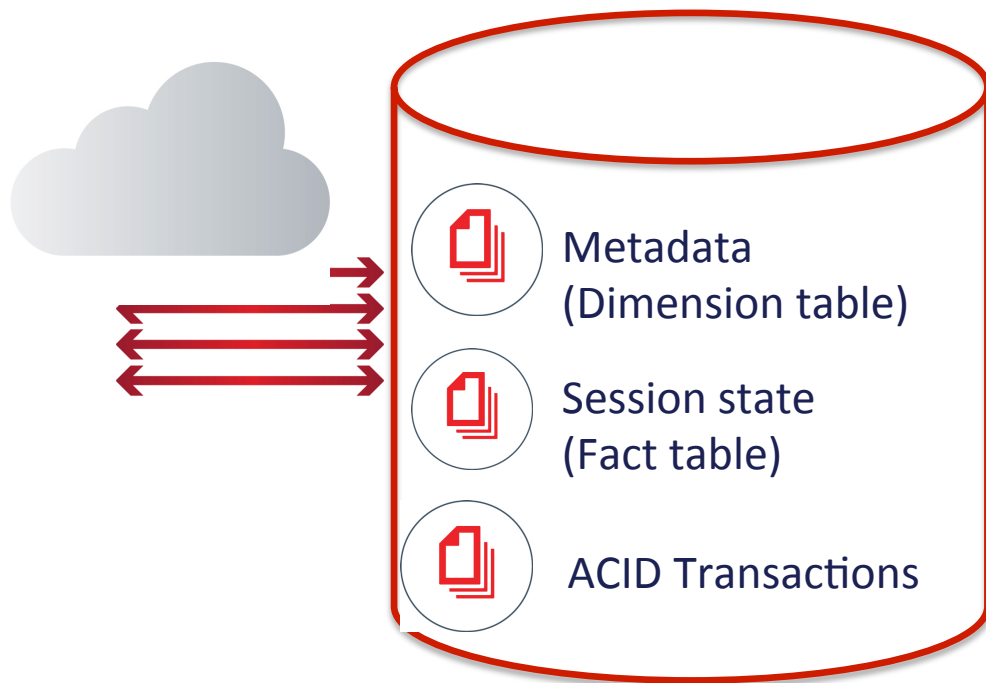 Metadata
(Dimension table)
Session state
(Fact table)
ACID Transactions